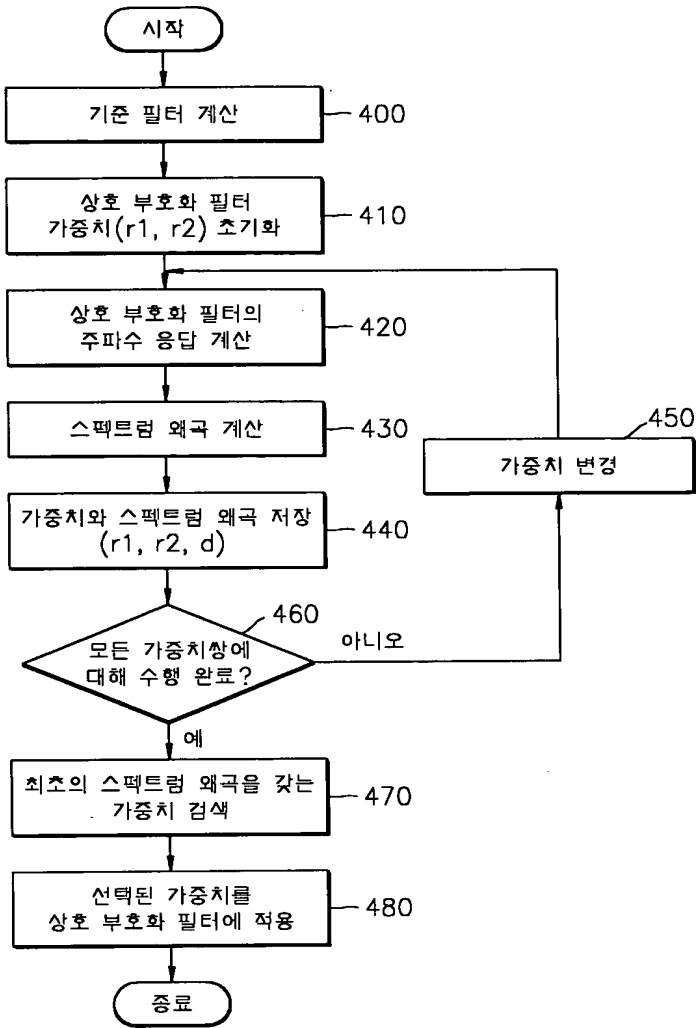 시작
기준 필터 계산
400
상호 부호화 필터
가중치(r1, r2) 초기화
410
상호 부호화 필터의
주파수 응답 계산
420
스펙트럼 왜곡 계산
430
450
가중치 변경
가중치와 스펙트럼 왜곡 저장
(r1, r2, d)
440
460
모든 가중치쌍에
대해 수행 완료?
아니오
예
최초의 스펙트럼 왜곡을 갖는
가중치 검색
470
선택된 가중치를
상호 부호화 필터에 적용
480
종료